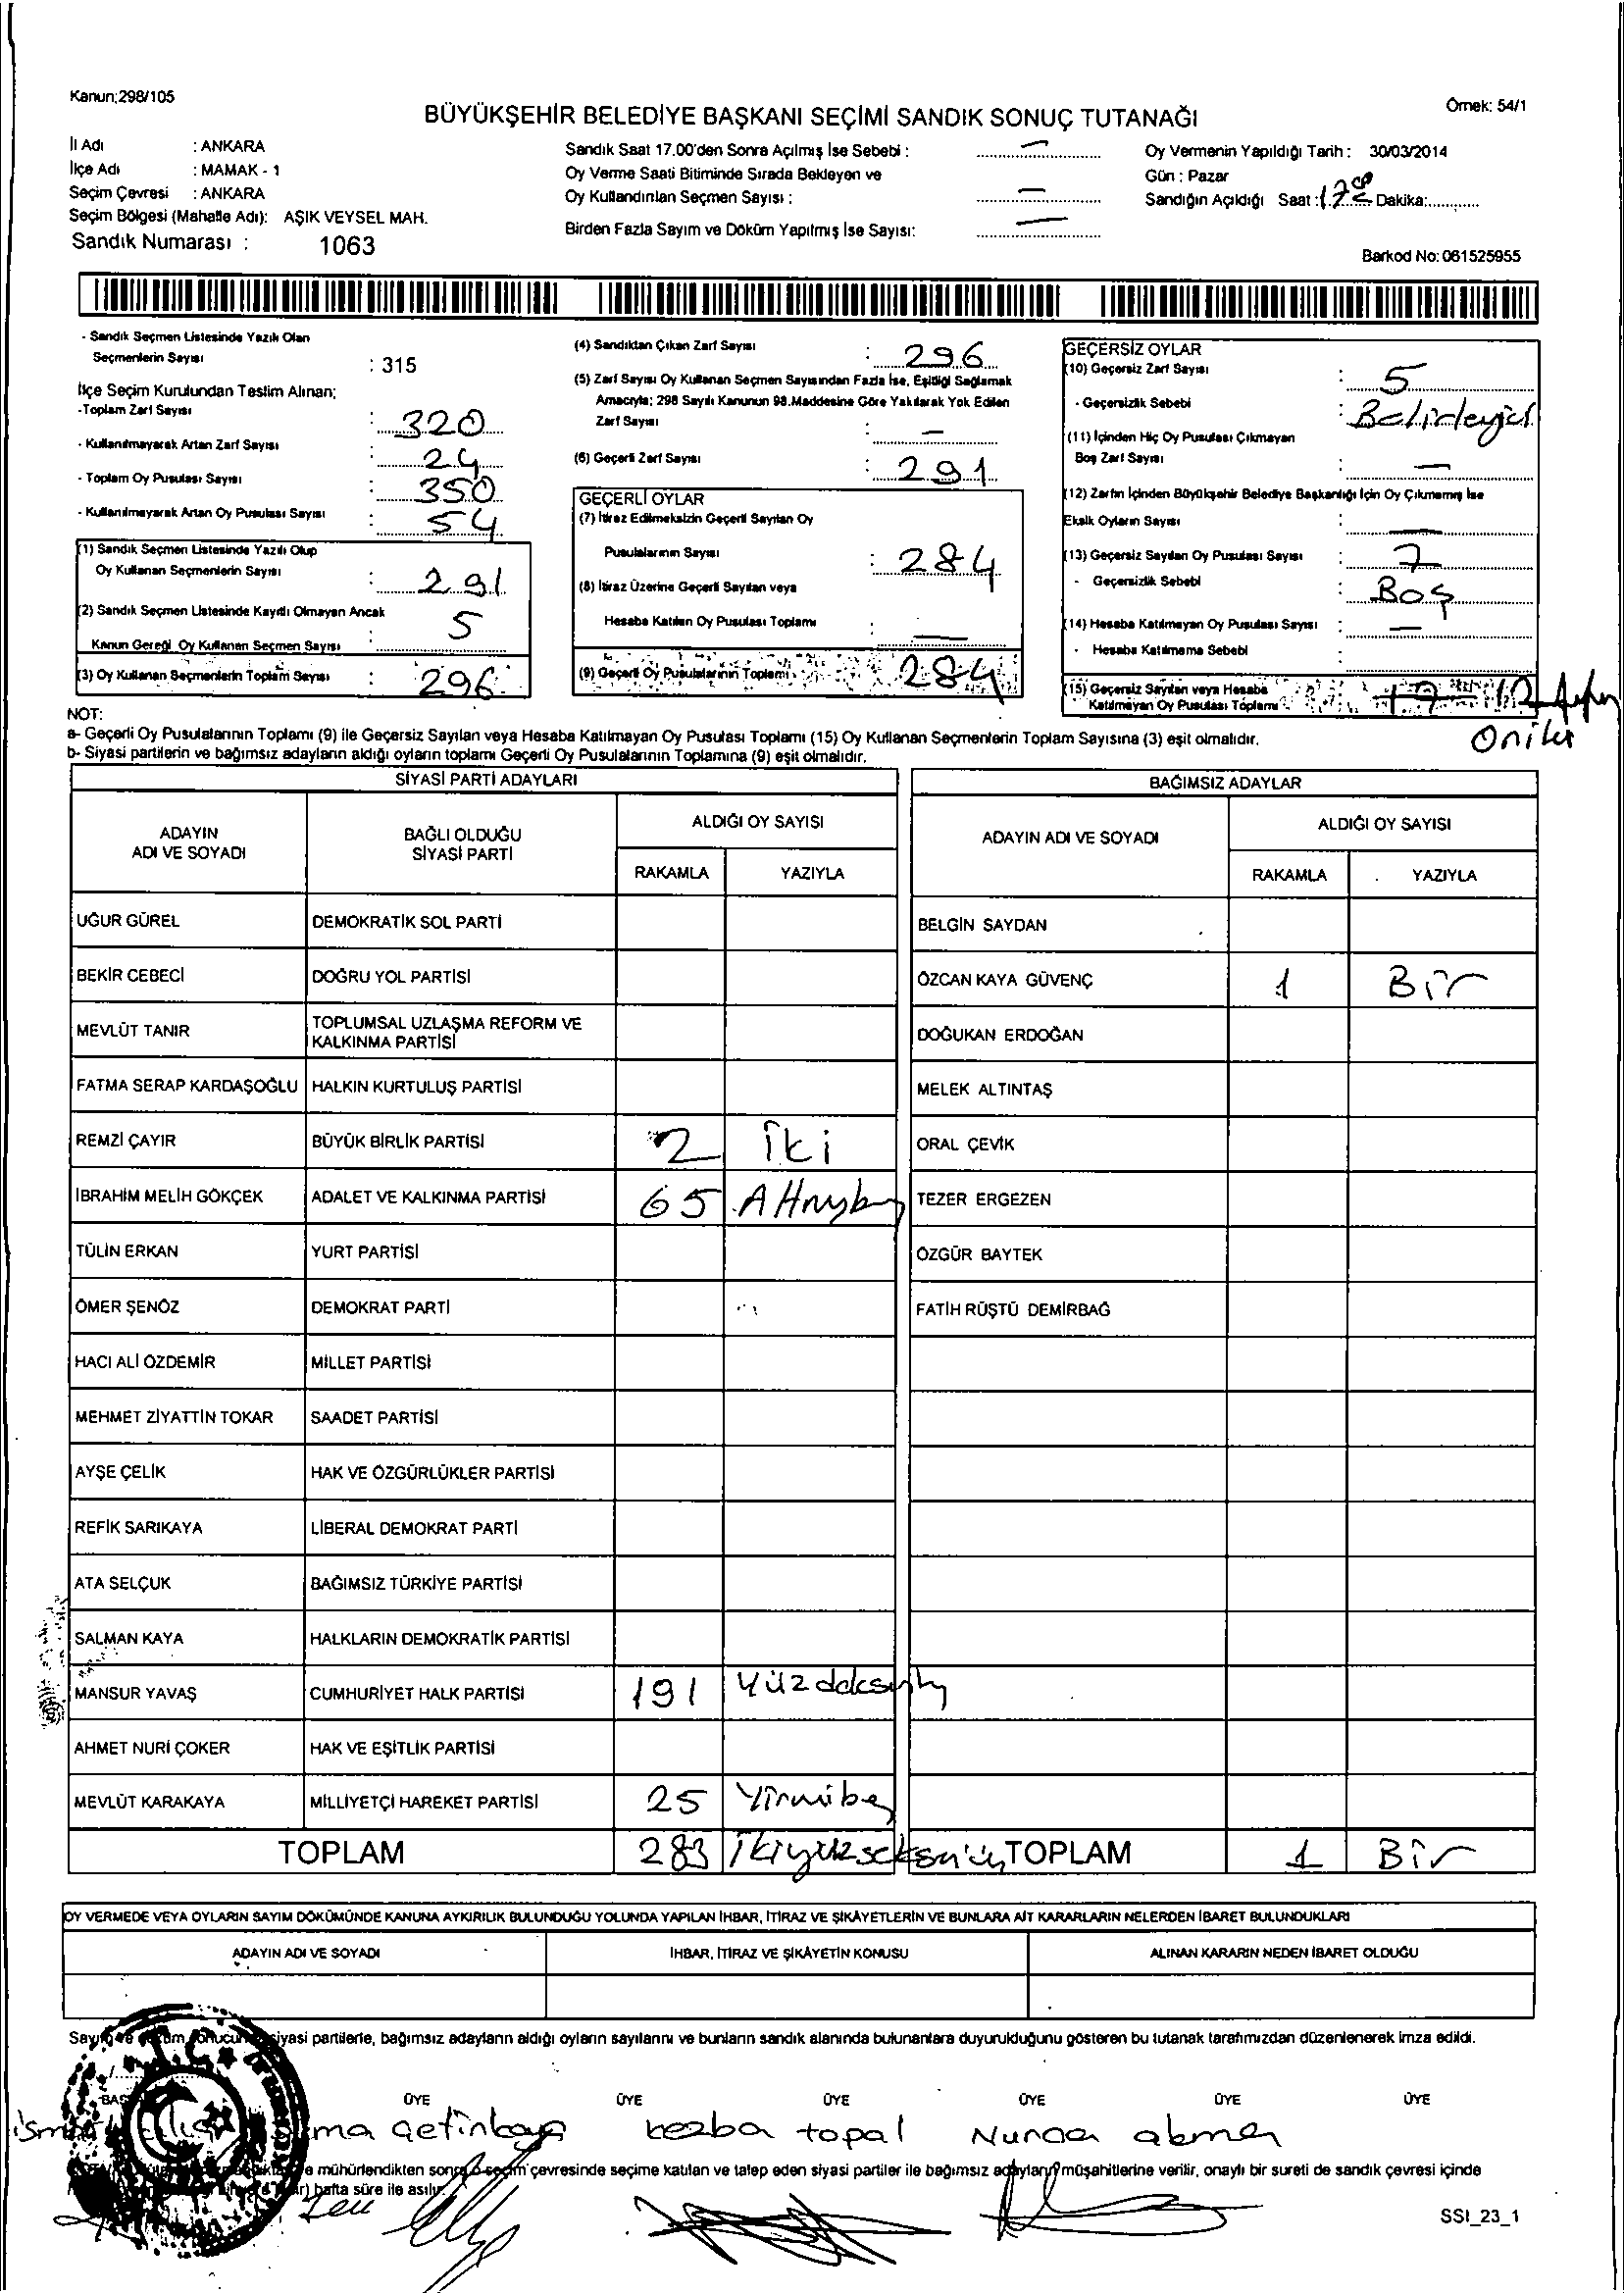 Kanun;298/105
Örnek: 54/1
BÜYÜKŞEHİR BELEDİYE BAŞKANI SEÇİMİ SANDIK SONUÇ TUTANAĞI
İl Adı : ANKARA
İlçe Adı : MAMAK - 1
Seçim Çevresi : ANKARA
Seçim Bölgesi (Mahalle Adı): AŞIK VEYSEL MAH.
Sandık Numarası : 1063
Sandık Saat 17.00'den Sonra Açılmış İse Sebebi : —
Oy Verme Saati Bitiminde Sırada Bekleyen ve
Oy Kullandırılan Seçmen Sayısı : —
Birden Fazla Sayım ve Döküm Yapılmış İse Sayısı: —
Oy Vermenin Yapıldığı Tarih : 30/03/2014
Gün : Pazar
Sandığın Açıldığı Saat : 17 00 Dakika:
Barkod No: 061525955
- Sandık Seçmen Listesinde Yazılı Olan
Seçmenlerin Sayısı : 315
İlçe Seçim Kurulundan Teslim Alınan;
-Toplam Zarf Sayısı : 320
- Kullanılmayarak Artan Zarf Sayısı : 24
- Toplam Oy Pusulası Sayısı : 350
- Kullanılmayarak Artan Oy Pusulası Sayısı : 54
(1) Sandık Seçmen Listesinde Yazılı Olup
Oy Kullanan Seçmenlerin Sayısı : 291
(2) Sandık Seçmen Listesinde Kaydı Olmayan Ancak
Kanun Gereği Oy Kullanan Seçmen Sayısı : 5
(3) Oy Kullanan Seçmenlerin Toplam Sayısı : 296
(4) Sandıktan Çıkan Zarf Sayısı : 296
(5) Zarf Sayısı Oy Kullanan Seçmen Sayısından Fazla İse, Eşitliği Sağlamak
Amacıyla; 298 Sayılı Kanunun 98.Maddesine Göre Yakılarak Yok Edilen
Zarf Sayısı : —
(6) Geçerli Zarf Sayısı : 291
GEÇERLİ OYLAR
(7) İtiraz Edilmeksizin Geçerli Sayılan Oy
Pusulalarının Sayısı : 284
(8) İtiraz Üzerine Geçerli Sayılan veya
Hesaba Katılan Oy Pusulası Toplamı : —
(9) Geçerli Oy Pusulalarının Toplamı : 284
GEÇERSİZ OYLAR
(10) Geçersiz Zarf Sayısı : 5
- Geçersizlik Sebebi : Belirleyici
(11) İçinden Hiç Oy Pusulası Çıkmayan
Boş Zarf Sayısı : —
(12) Zarfın İçinden Büyükşehir Belediye Başkanlığı İçin Oy Çıkmamış İse
Eksik Oyların Sayısı : —
(13) Geçersiz Sayılan Oy Pusulası Sayısı : 7
- Geçersizlik Sebebi : Boş
(14) Hesaba Katılmayan Oy Pusulası Sayısı : —
- Hesaba Katılmama Sebebi :
(15) Geçersiz Sayılan veya Hesaba
Katılmayan Oy Pusulası Toplamı : 12
Oniki
NOT:
a- Geçerli Oy Pusulalarının Toplamı (9) ile Geçersiz Sayılan veya Hesaba Katılmayan Oy Pusulası Toplamı (15) Oy Kullanan Seçmenlerin Toplam Sayısına (3) eşit olmalıdır.
b- Siyasi partilerin ve bağımsız adayların aldığı oyların toplamı Geçerli Oy Pusulalarının Toplamına (9) eşit olmalıdır.
SİYASİ PARTİ ADAYLARI
ADAYIN ADI VE SOYADI BAĞLI OLDUĞU SİYASİ PARTİ ALDIĞI OY SAYISI
RAKAMLA YAZIYLA
UĞUR GÜREL DEMOKRATİK SOL PARTİ
BEKİR CEBECİ DOĞRU YOL PARTİSİ
MEVLÜT TANIR TOPLUMSAL UZLAŞMA REFORM VE KALKINMA PARTİSİ
FATMA SERAP KARDAŞOĞLU HALKIN KURTULUŞ PARTİSİ
REMZİ ÇAYIR BÜYÜK BİRLİK PARTİSİ 2 İki
İBRAHİM MELİH GÖKÇEK ADALET VE KALKINMA PARTİSİ 65 Altmışbeş
TÜLİN ERKAN YURT PARTİSİ
ÖMER ŞENÖZ DEMOKRAT PARTİ
HACI ALİ ÖZDEMİR MİLLET PARTİSİ
MEHMET ZİYATTİN TOKAR SAADET PARTİSİ
AYŞE ÇELİK HAK VE ÖZGÜRLÜKLER PARTİSİ
REFİK SARIKAYA LİBERAL DEMOKRAT PARTİ
ATA SELÇUK BAĞIMSIZ TÜRKİYE PARTİSİ
SALMAN KAYA HALKLARIN DEMOKRATİK PARTİSİ
MANSUR YAVAŞ CUMHURİYET HALK PARTİSİ 191
AHMET NURİ ÇOKER HAK VE EŞİTLİK PARTİSİ
MEVLÜT KARAKAYA MİLLİYETÇİ HAREKET PARTİSİ 25 Yirmibeş
TOPLAM 283 İkiyüzseksenüç
BAĞIMSIZ ADAYLAR
ADAYIN ADI VE SOYADI ALDIĞI OY SAYISI
RAKAMLA YAZIYLA
BELGİN SAYDAN
ÖZCAN KAYA GÜVENÇ 1 Bir
DOĞUKAN ERDOĞAN
MELEK ALTINTAŞ
ORAL ÇEVİK
TEZER ERGEZEN
ÖZGÜR BAYTEK
FATİH RÜŞTÜ DEMİRBAĞ
TOPLAM 1 Bir
OY VERMEDE VEYA OYLARIN SAYIM DÖKÜMÜNDE KANUNA AYKIRILIK BULUNDUĞU YOLUNDA YAPILAN İHBAR, İTİRAZ VE ŞİKÂYETLERİN VE BUNLARA AİT KARARLARIN NELERDEN İBARET BULUNDUKLARI
ADAYIN ADI VE SOYADI İHBAR, İTİRAZ VE ŞİKÂYETİN KONUSU ALINAN KARARIN NEDEN İBARET OLDUĞU
siyasi partilerle, bağımsız adayların aldığı oyların sayılarını ve bunların sandık alanında bulunanlara duyurulduğunu gösteren bu tutanak tarafımızdan düzenlenerek imza edildi.
ÜYE ÜYE ÜYE ÜYE ÜYE ÜYE
Çetinkaya kezban topal Nurcan
mühürlendikten sonra o seçim çevresinde seçime katılan ve talep eden siyasi partiler ile bağımsız adayların müşahitlerine verilir, onaylı bir sureti de sandık çevresi içinde
hafta süre ile asılır.
SSI_23_1